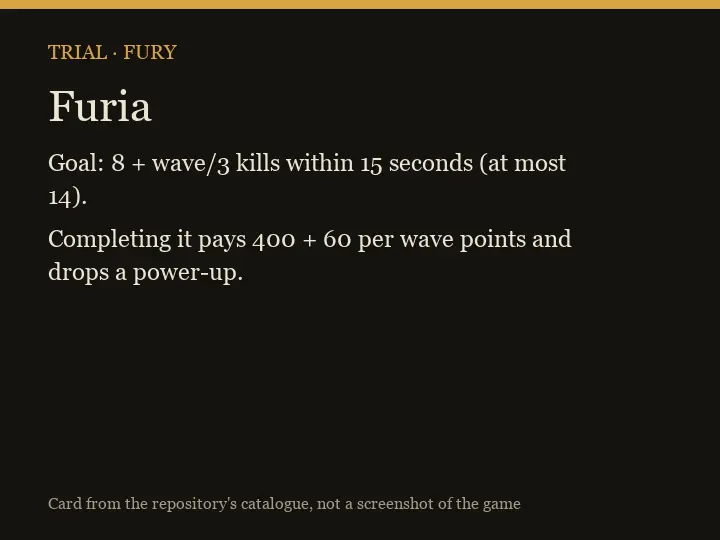 TRIAL · FURY
Furia
Goal: 8 + wave/3 kills within 15 seconds (at most
14).
Completing it pays 400 + 60 per wave points and
drops a power-up.
Card from the repository's catalogue, not a screenshot of the game